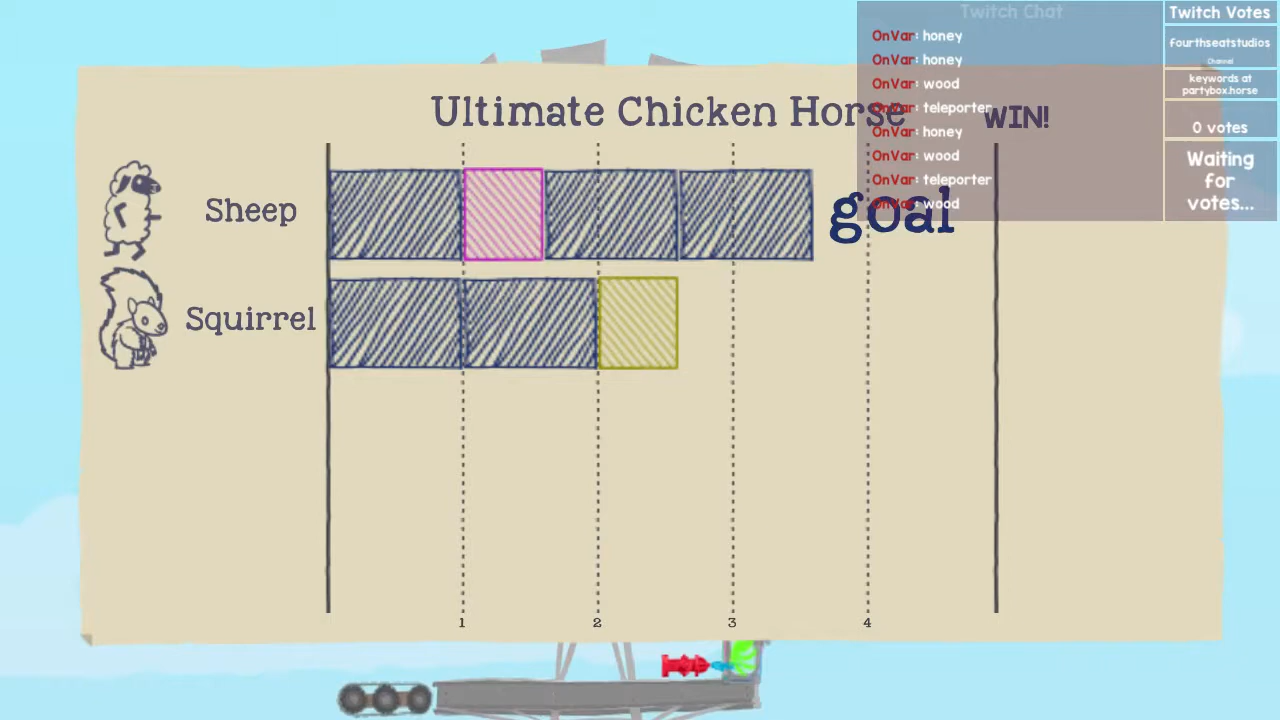 Twitch Chat
OnVar: honey
OnVar: honey
OnVar: wood
OnVar: teleporter
OnVar: honey
OnVar: wood
OnVar: teleporter
OnVar: wood
Twitch Votes
fourthseatstudios
Channel
keywords at
partybox.horse
0 votes
Waiting
for
votes...
Ultimate Chicken Horse
WIN!
Sheep
goal
Squirrel
1 2 3 4